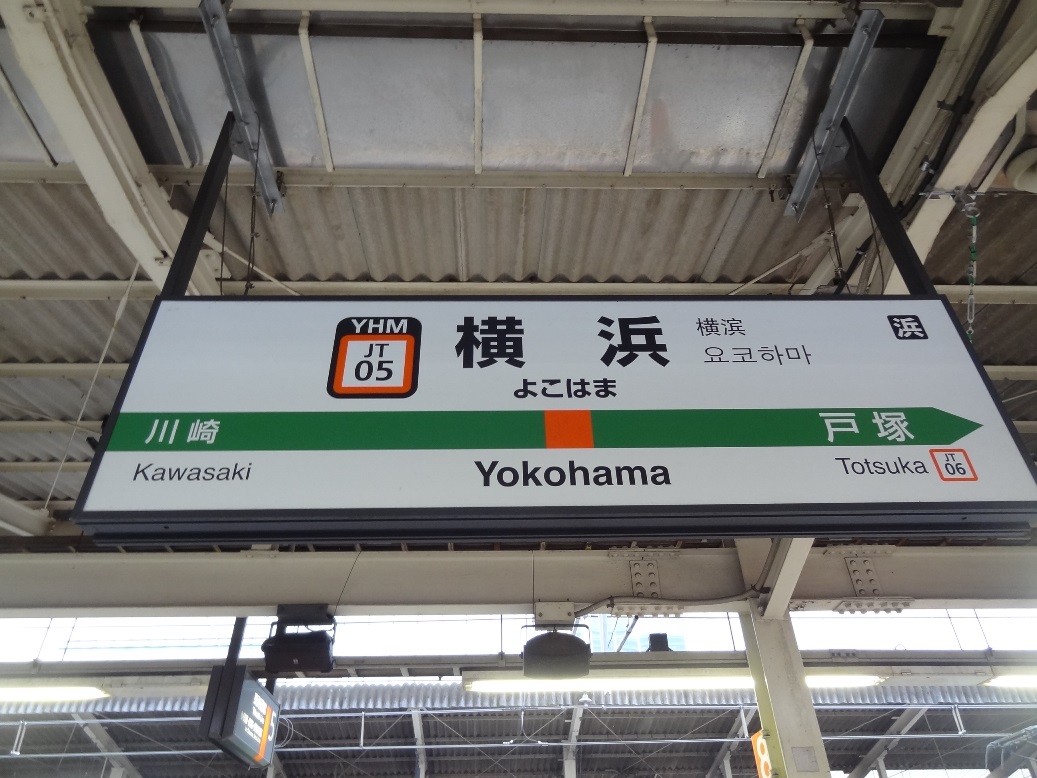 YHM
JT
05
横浜
横滨
요코하마
浜
よこはま
川崎
戸塚
Kawasaki
Yokohama
Totsuka
JT
06
8